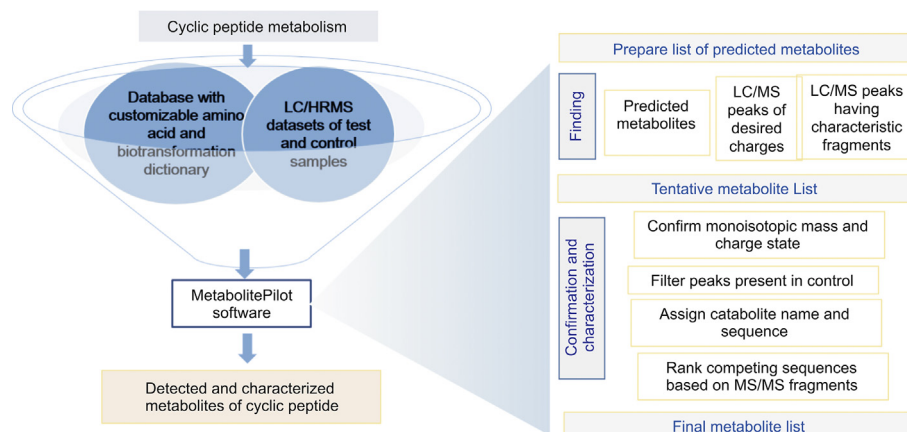 Cyclic peptide metabolism
Database with
customizable amino
acid and
biotransformation
dictionary
LC/HRMS
datasets of test
and control
samples
MetabolitePilot
software
Detected and characterized
metabolites of cyclic peptide
Prepare list of predicted metabolites
Finding
Predicted
metabolites
LC/MS
peaks of
desired
charges
LC/MS peaks
having
characteristic
fragments
Tentative metabolite List
Confirmation and
characterization
Confirm monoisotopic mass and
charge state
Filter peaks present in control
Assign catabolite name and
sequence
Rank competing sequences
based on MS/MS fragments
Final metabolite list